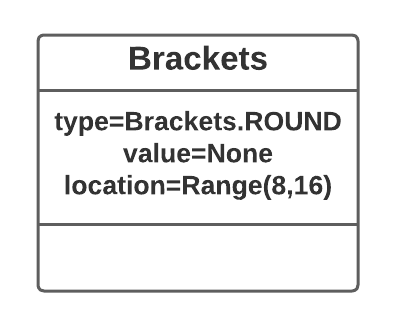 Brackets
type=Brackets.ROUND
value=None
location=Range(8,16)